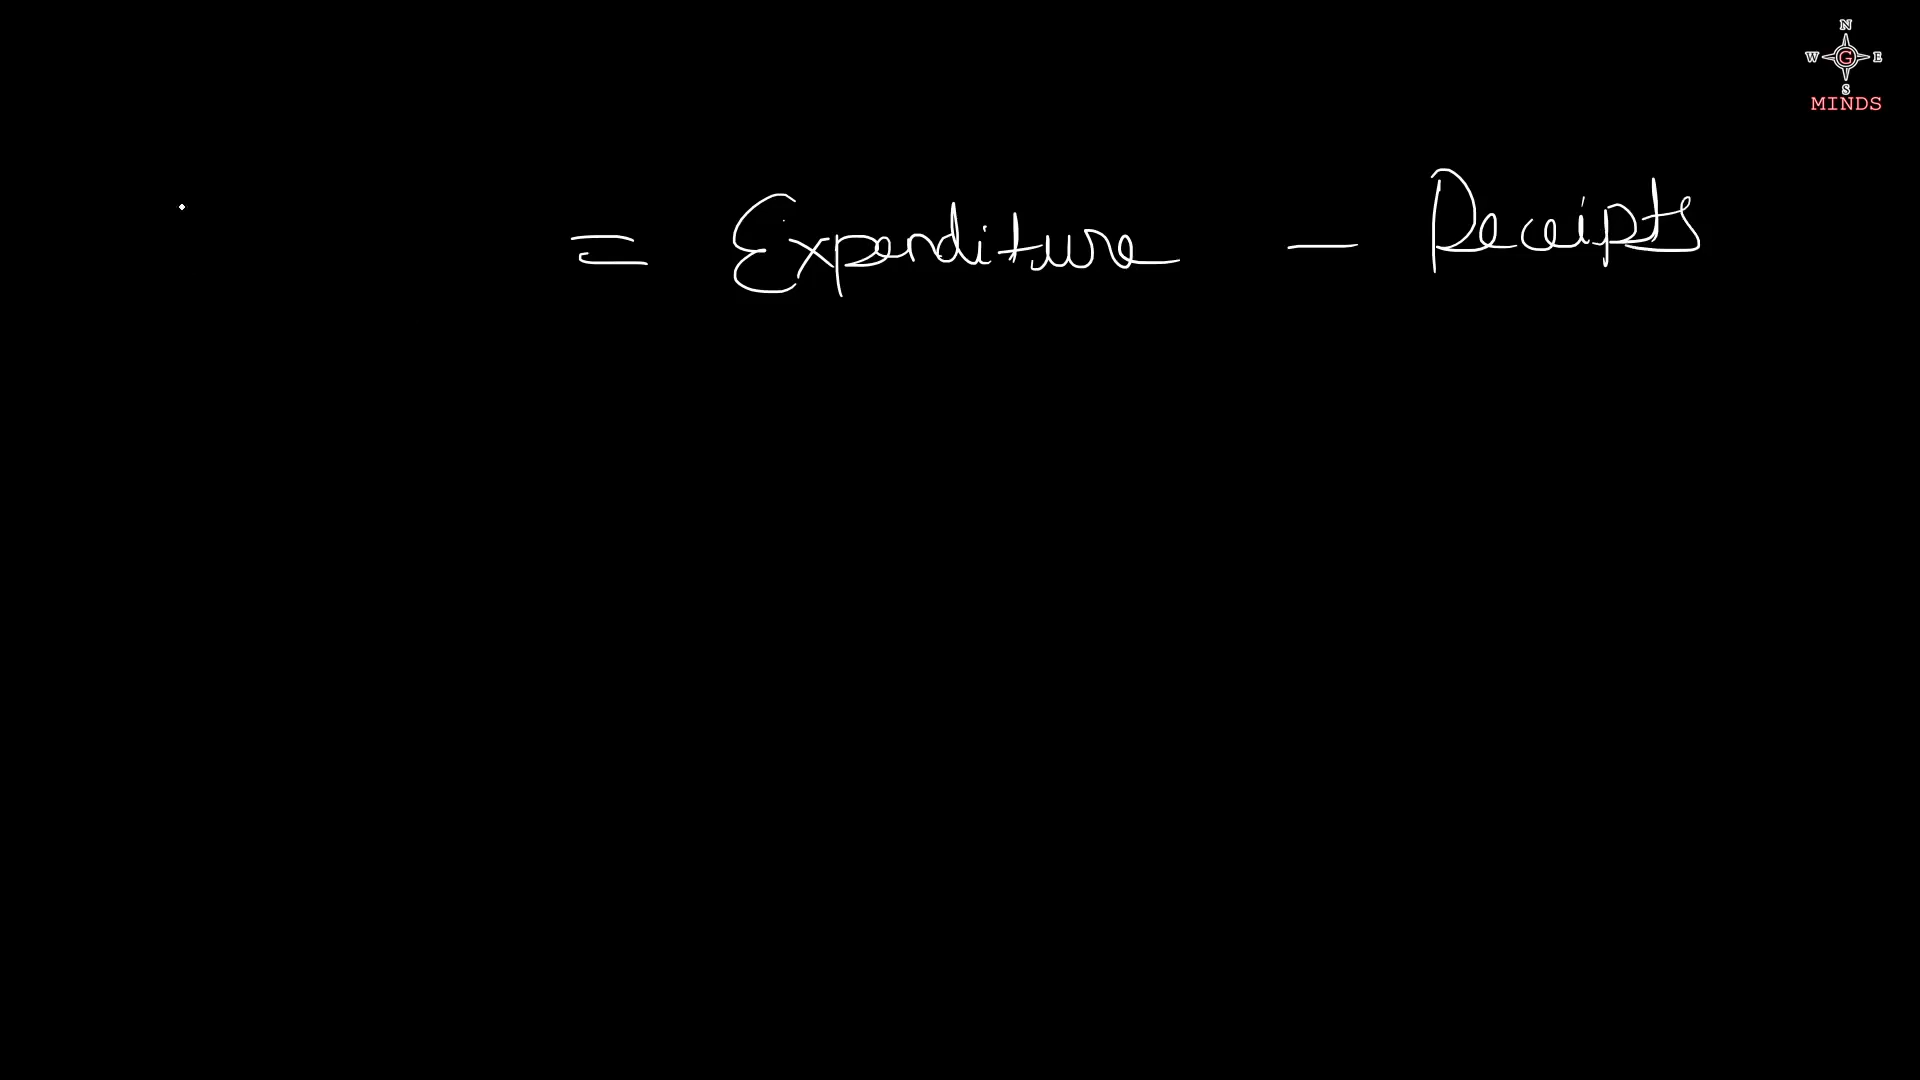 N
W G E
S
MINDS
= Expenditure - Receipts